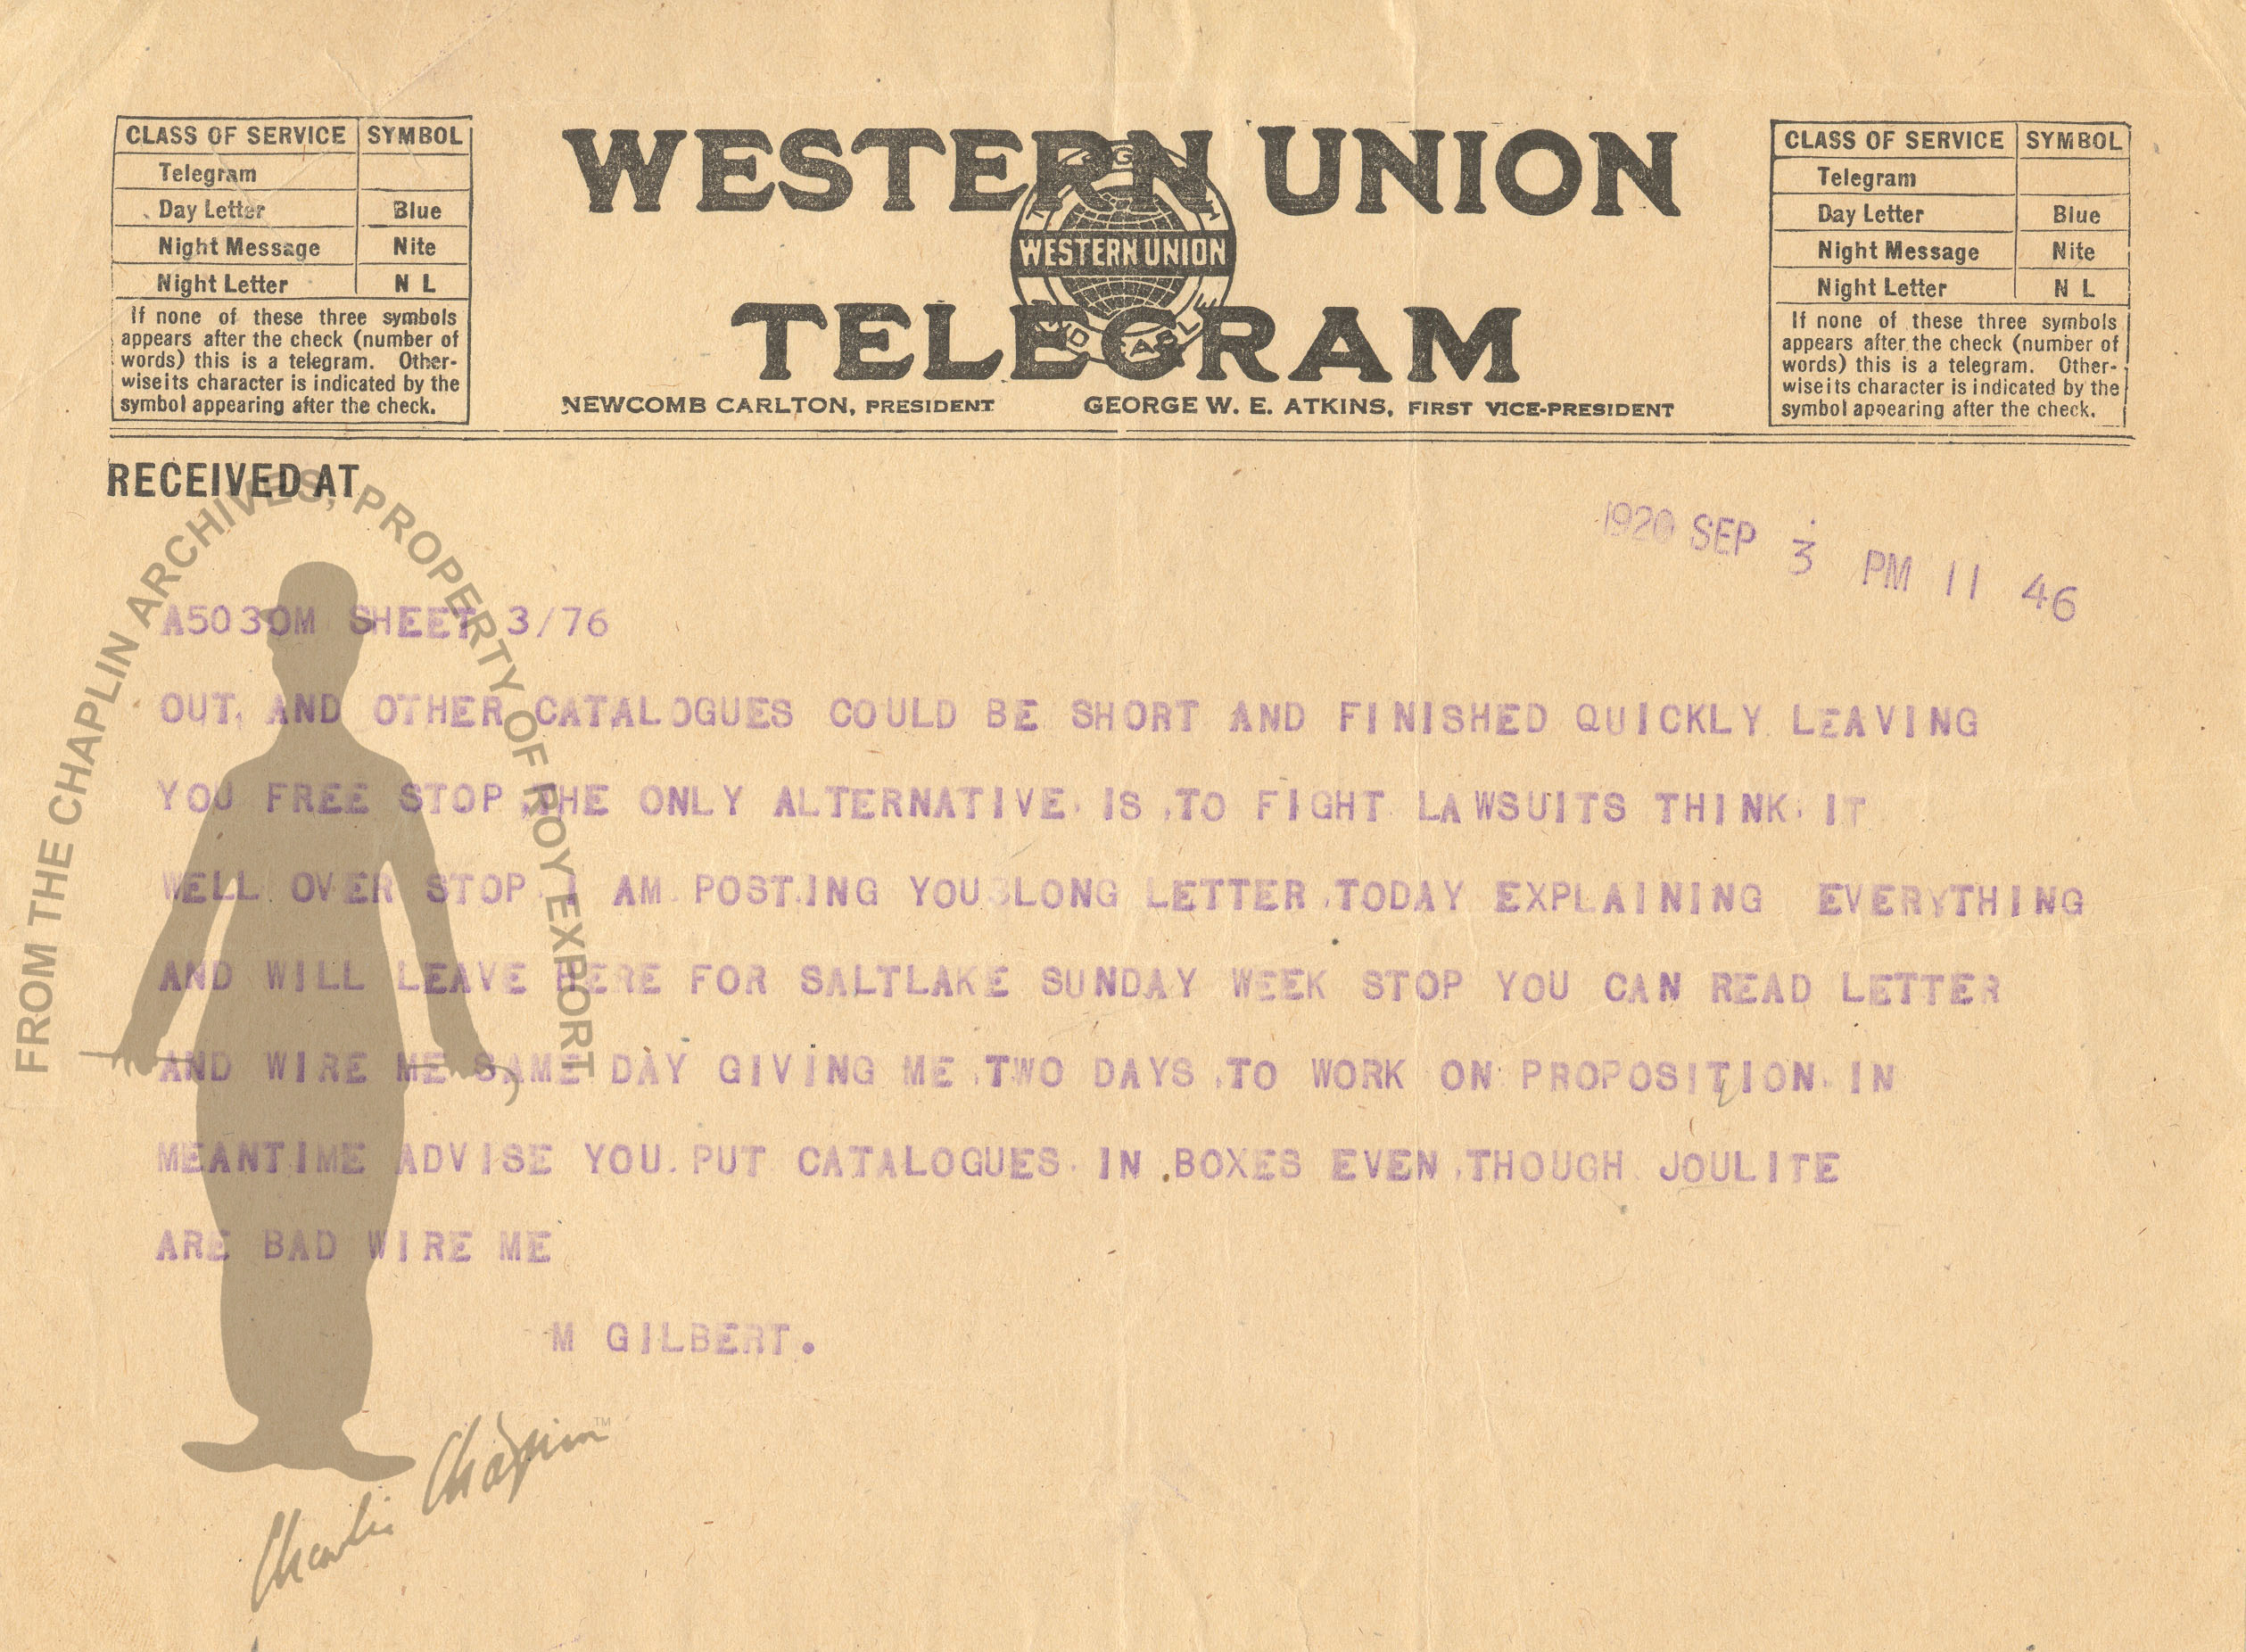 CLASS OF SERVICE SYMBOL
Telegram
Day Letter Blue
Night Message Nite
Night Letter N L
If none of these three symbols
appears after the check (number of
words) this is a telegram. Other-
wiseits character is indicated by the
symbol appearing after the check.
WESTERN UNION
WESTERN UNION
TELEGRAM
NEWCOMB CARLTON, PRESIDENT GEORGE W. E. ATKINS, FIRST VICE-PRESIDENT
CLASS OF SERVICE SYMBOL
Telegram
Day Letter Blue
Night Message Nite
Night Letter N L
If none of these three symbols
appears after the check (number of
words) this is a telegram. Other-
wiseits character is indicated by the
symbol appearing after the check.
RECEIVED AT
1920 SEP 3 PM 11 46
A5030M SHEET 3/76
OUT, AND OTHER CATALOGUES COULD BE SHORT AND FINISHED QUICKLY LEAVING
YOU FREE STOP THE ONLY ALTERNATIVE IS TO FIGHT LAWSUITS THINK IT
WELL OVER STOP I AM POSTING YOU LONG LETTER TODAY EXPLAINING EVERYTHING
AND WILL LEAVE HERE FOR SALTLAKE SUNDAY WEEK STOP YOU CAN READ LETTER
AND WIRE ME SAME DAY GIVING ME TWO DAYS TO WORK ON PROPOSITION IN
MEANTIME ADVISE YOU PUT CATALOGUES IN BOXES EVEN THOUGH JOULITE
ARE BAD WIRE ME
M GILBERT.
FROM THE CHAPLIN ARCHIVES, PROPERTY OF ROY EXPORT
Charlie Chaplin™